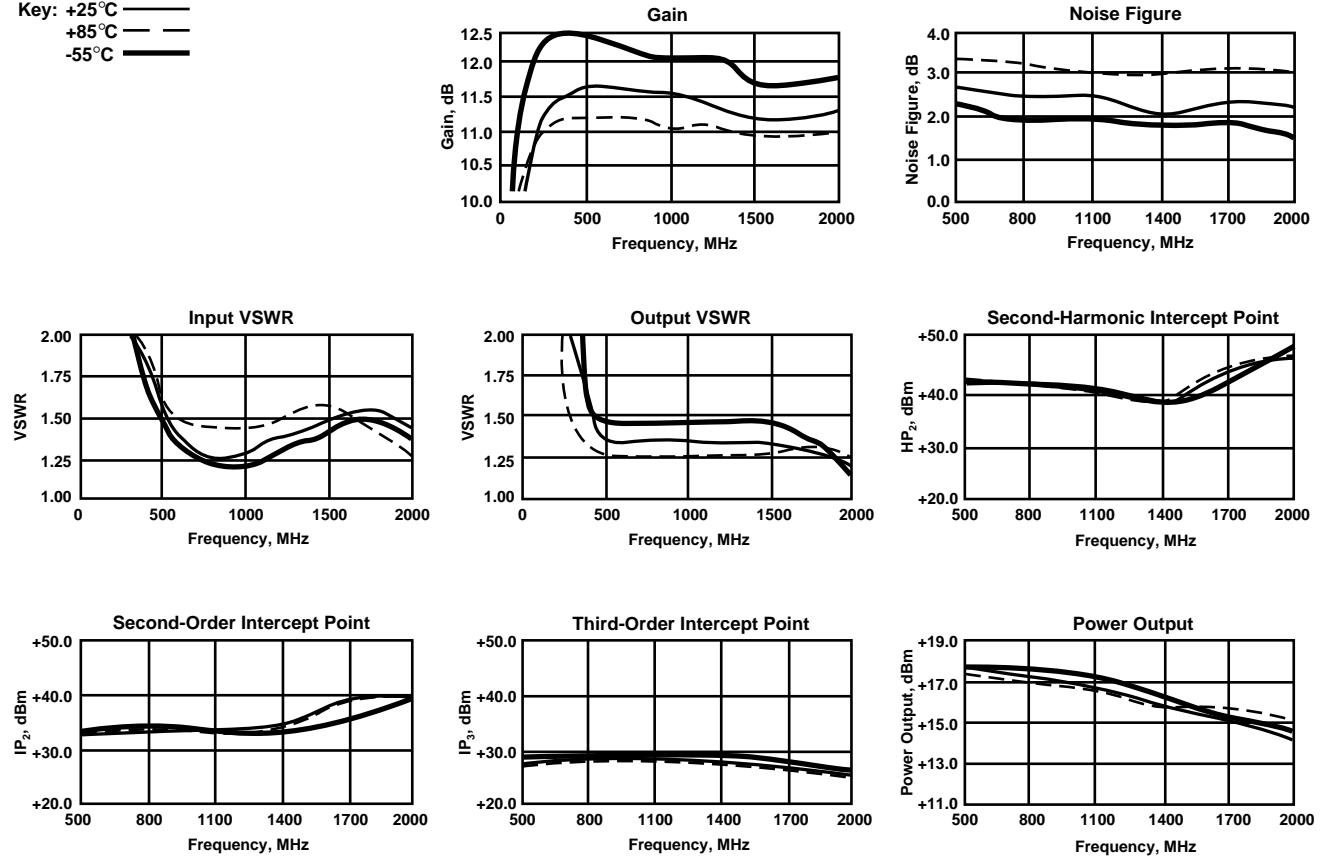 Key: +25°C
+85°C
-55°C
Gain
12.5
12.0
11.5
11.0
10.5
10.0
Gain, dB
0 500 1000 1500 2000
Frequency, MHz
Noise Figure
4.0
3.0
2.0
1.0
0.0
Noise Figure, dB
500 800 1100 1400 1700 2000
Frequency, MHz
Input VSWR
2.00
1.75
1.50
1.25
1.00
VSWR
0 500 1000 1500 2000
Frequency, MHz
Output VSWR
2.00
1.75
1.50
1.25
1.00
VSWR
0 500 1000 1500 2000
Frequency, MHz
Second-Harmonic Intercept Point
+50.0
+40.0
+30.0
+20.0
HP2, dBm
500 800 1100 1400 1700 2000
Frequency, MHz
Second-Order Intercept Point
+50.0
+40.0
+30.0
+20.0
IP2, dBm
500 800 1100 1400 1700 2000
Frequency, MHz
Third-Order Intercept Point
+50.0
+40.0
+30.0
+20.0
IP3, dBm
500 800 1100 1400 1700 2000
Frequency, MHz
Power Output
+19.0
+17.0
+15.0
+13.0
+11.0
Power Output, dBm
500 800 1100 1400 1700 2000
Frequency, MHz